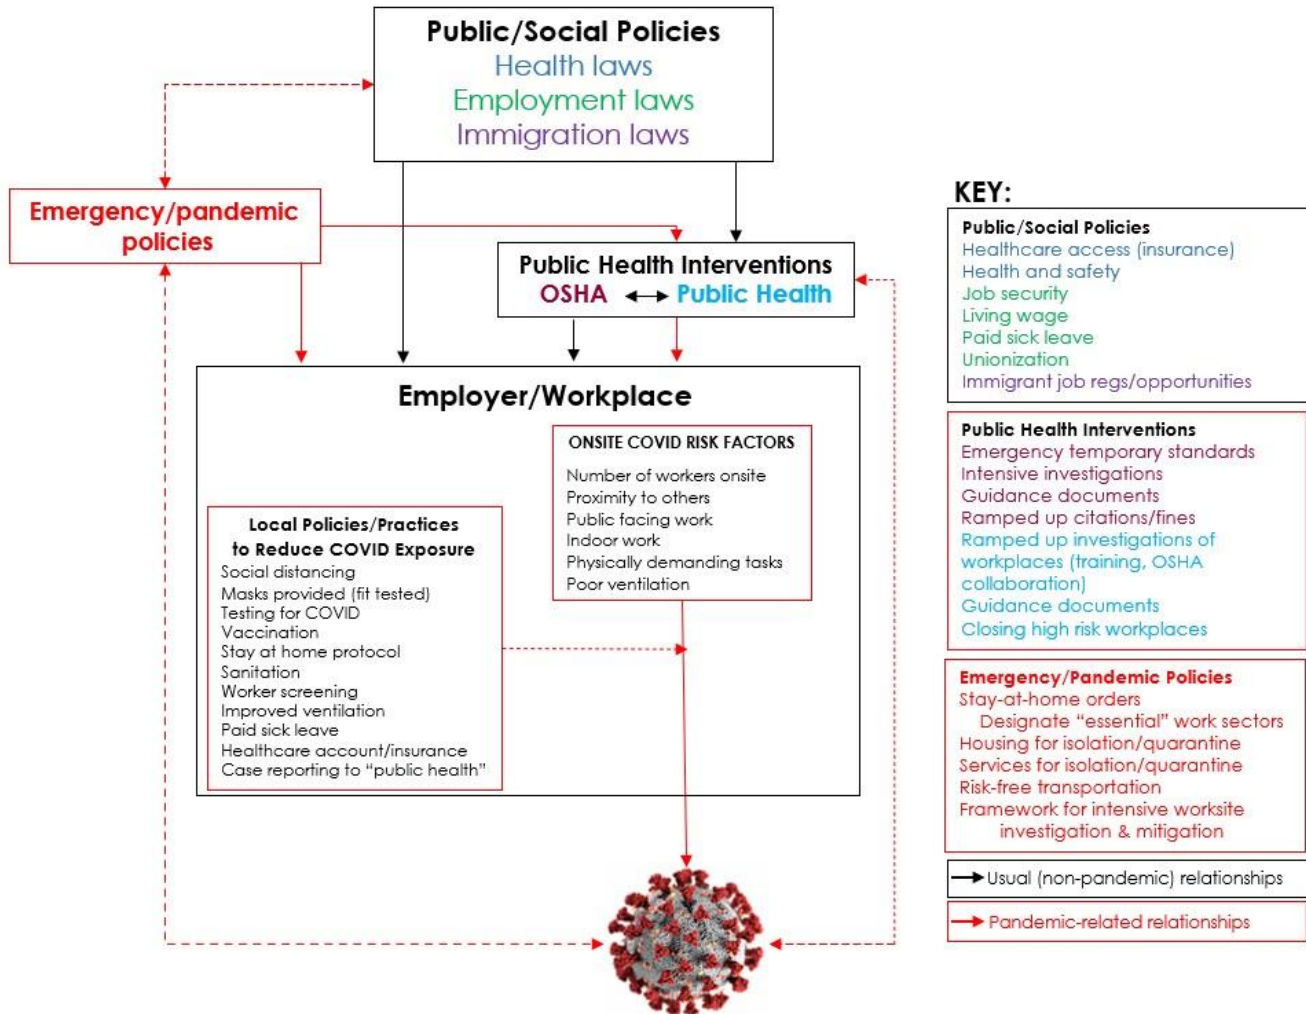 Public/Social Policies
Health laws
Employment laws
Immigration laws
Emergency/pandemic
policies
Public Health Interventions
OSHA Public Health
Employer/Workplace
ONSITE COVID RISK FACTORS
Number of workers onsite
Proximity to others
Public facing work
Indoor work
Physically demanding tasks
Poor ventilation
Local Policies/Practices
to Reduce COVID Exposure
Social distancing
Masks provided (fit tested)
Testing for COVID
Vaccination
Stay at home protocol
Sanitation
Worker screening
Improved ventilation
Paid sick leave
Healthcare account/insurance
Case reporting to “public health”
KEY:
Public/Social Policies
Healthcare access (insurance)
Health and safety
Job security
Living wage
Paid sick leave
Unionization
Immigrant job regs/opportunities
Public Health Interventions
Emergency temporary standards
Intensive investigations
Guidance documents
Ramped up citations/fines
Ramped up investigations of
workplaces (training, OSHA
collaboration)
Guidance documents
Closing high risk workplaces
Emergency/Pandemic Policies
Stay-at-home orders
Designate “essential” work sectors
Housing for isolation/quarantine
Services for isolation/quarantine
Risk-free transportation
Framework for intensive worksite
investigation & mitigation
Usual (non-pandemic) relationships
Pandemic-related relationships